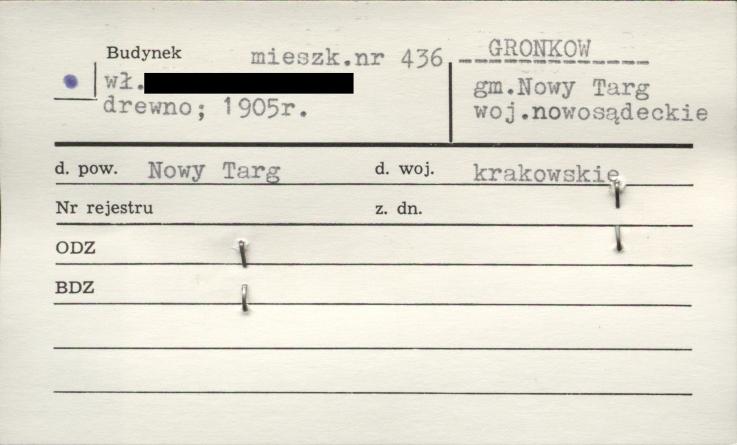 Budynek mieszk.nr 436
wł.
drewno; 1905r.
GRONKOW
gm.Nowy Targ
woj.nowosądeckie
d. pow. Nowy Targ d. woj. krakowskie
Nr rejestru z. dn.
ODZ
BDZ